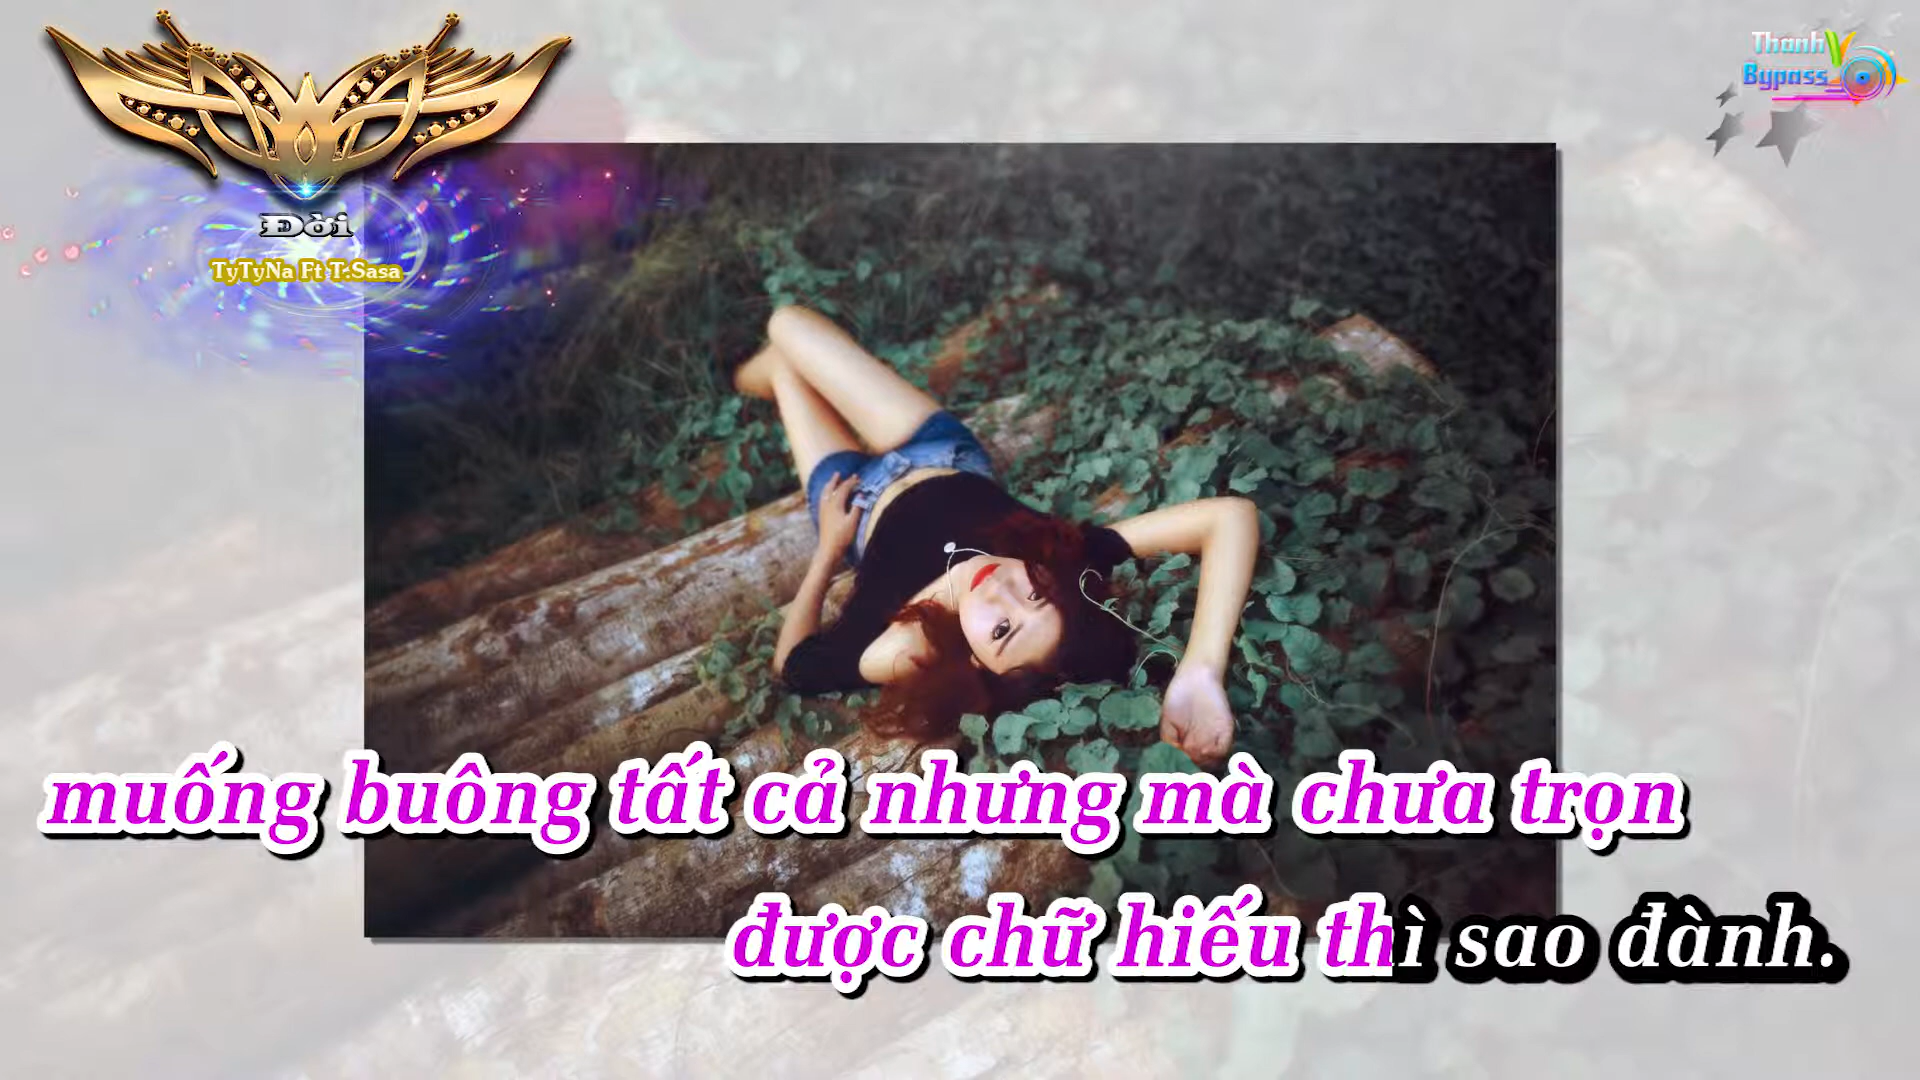 Thanh V
Bypass
Đời
TyTyNa Ft T.Sasa
muống buông tất cả nhưng mà chưa trọn
được chữ hiếu thì sao đành.